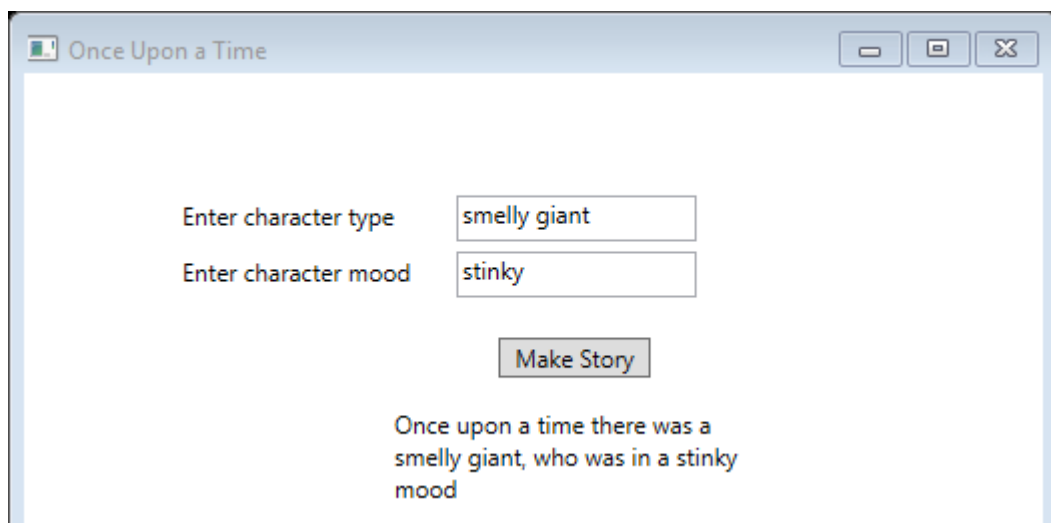 Once Upon a Time
Enter character type smelly giant
Enter character mood stinky
Make Story
Once upon a time there was a
smelly giant, who was in a stinky
mood